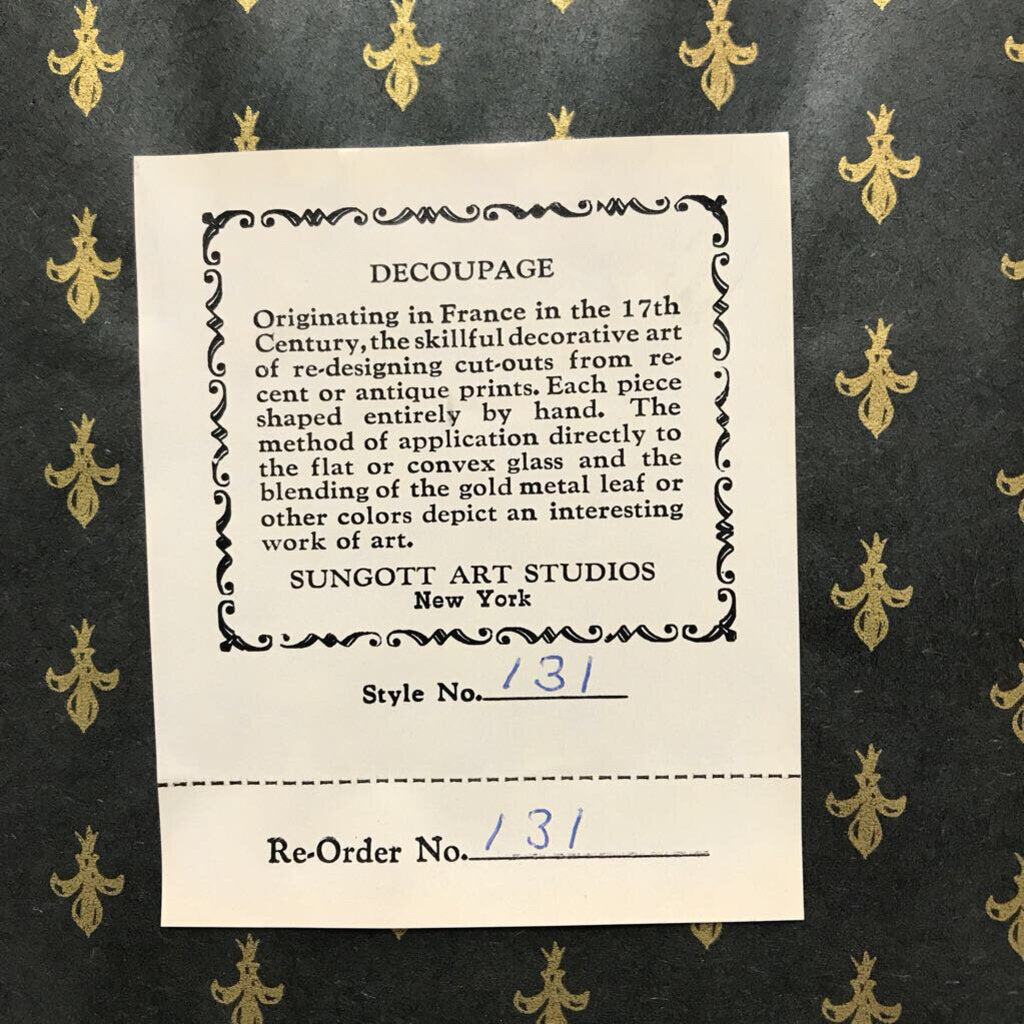 DECOUPAGE
Originating in France in the 17th
Century, the skillful decorative art
of re-designing cut-outs from re-
cent or antique prints. Each piece
shaped entirely by hand. The
method of application directly to
the flat or convex glass and the
blending of the gold metal leaf or
other colors depict an interesting
work of art.
SUNGOTT ART STUDIOS
New York
Style No. 131
Re-Order No. 131